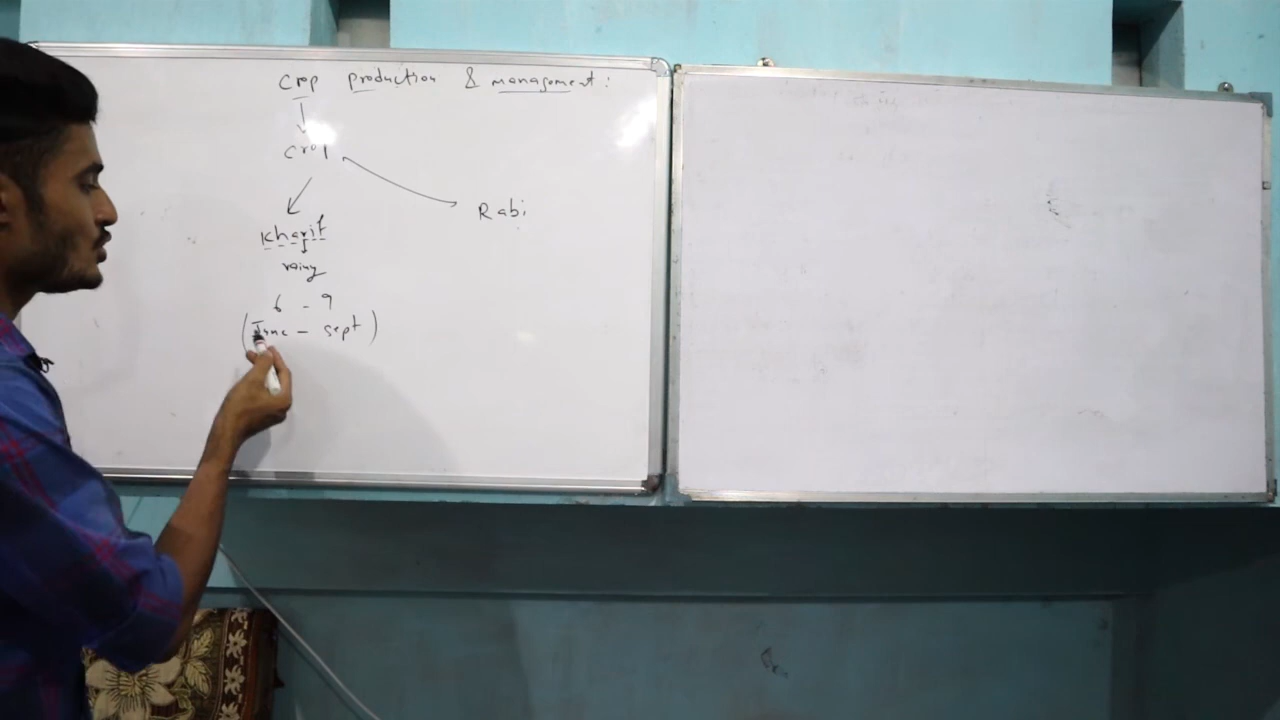 Crop production & management:
Crop
Rabi
Kharif
rainy
6 - 9
(June - Sept)